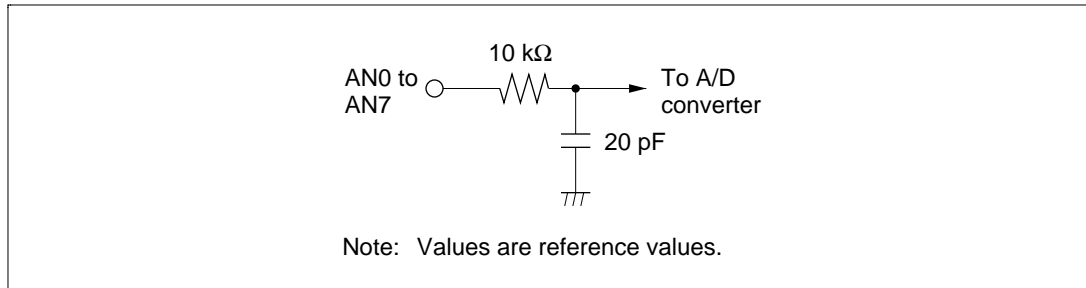 10 kΩ
AN0 to
AN7
To A/D
converter
20 pF
Note: Values are reference values.